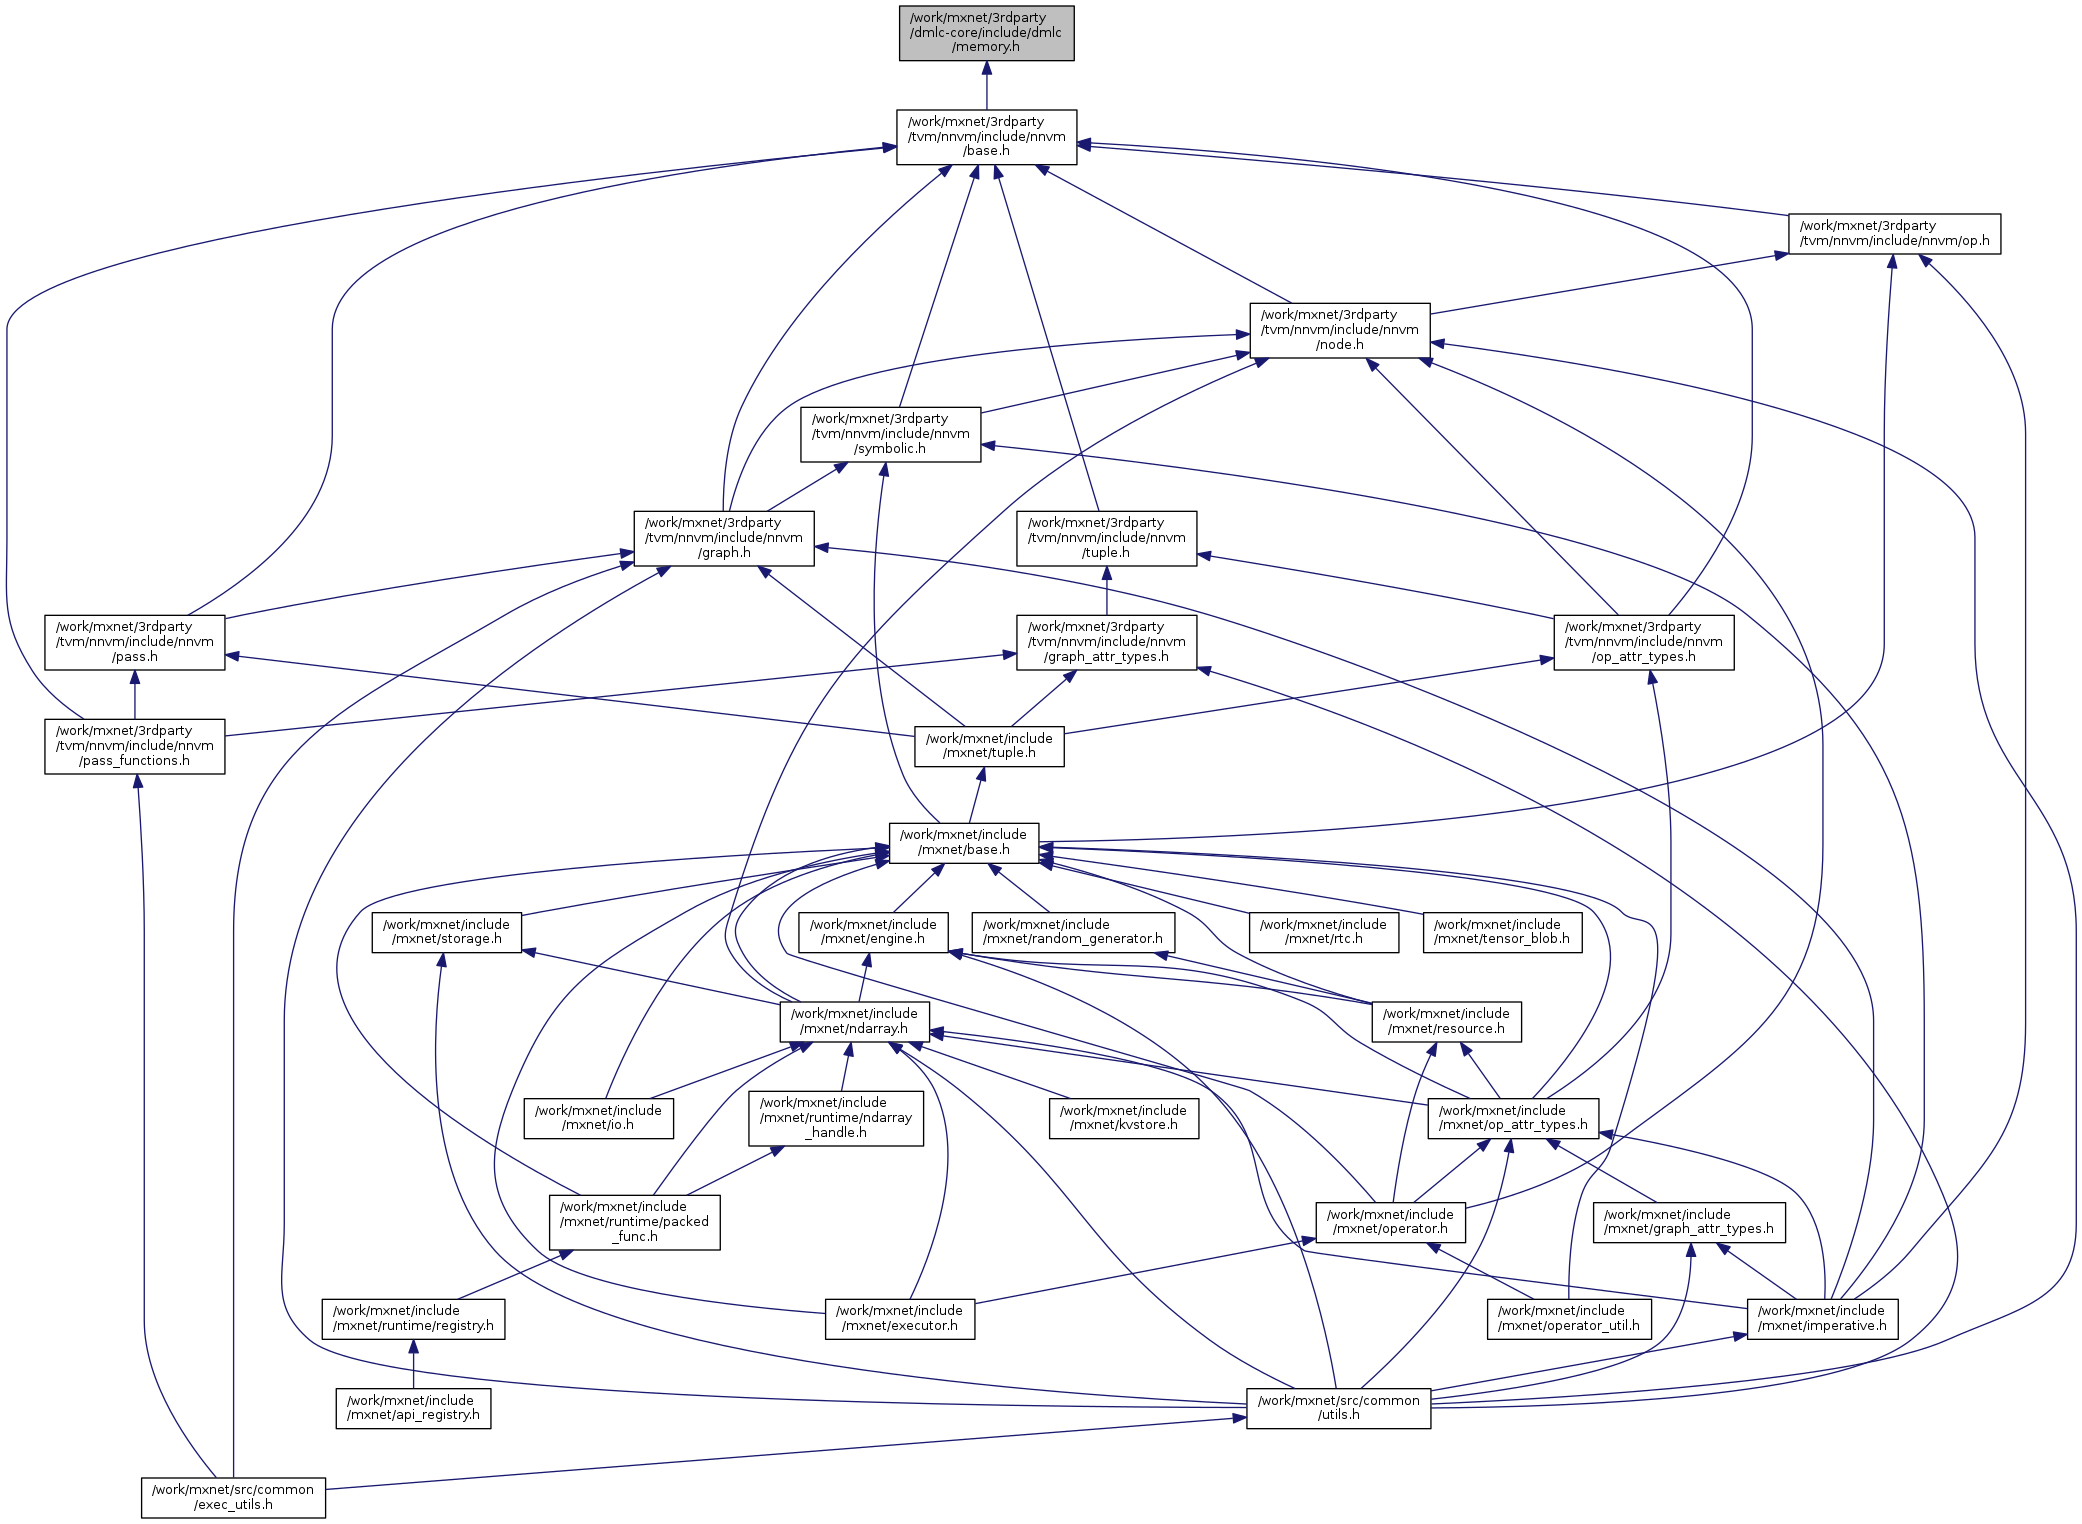 /work/mxnet/3rdparty
/dmlc-core/include/dmlc
/memory.h
/work/mxnet/3rdparty
/tvm/nnvm/include/nnvm
/base.h
/work/mxnet/3rdparty
/tvm/nnvm/include/nnvm/op.h
/work/mxnet/3rdparty
/tvm/nnvm/include/nnvm
/node.h
/work/mxnet/3rdparty
/tvm/nnvm/include/nnvm
/symbolic.h
/work/mxnet/3rdparty
/tvm/nnvm/include/nnvm
/graph.h
/work/mxnet/3rdparty
/tvm/nnvm/include/nnvm
/tuple.h
/work/mxnet/3rdparty
/tvm/nnvm/include/nnvm
/pass.h
/work/mxnet/3rdparty
/tvm/nnvm/include/nnvm
/graph_attr_types.h
/work/mxnet/3rdparty
/tvm/nnvm/include/nnvm
/op_attr_types.h
/work/mxnet/3rdparty
/tvm/nnvm/include/nnvm
/pass_functions.h
/work/mxnet/include
/mxnet/tuple.h
/work/mxnet/include
/mxnet/base.h
/work/mxnet/include
/mxnet/storage.h
/work/mxnet/include
/mxnet/engine.h
/work/mxnet/include
/mxnet/random_generator.h
/work/mxnet/include
/mxnet/rtc.h
/work/mxnet/include
/mxnet/tensor_blob.h
/work/mxnet/include
/mxnet/ndarray.h
/work/mxnet/include
/mxnet/resource.h
/work/mxnet/include
/mxnet/io.h
/work/mxnet/include
/mxnet/runtime/ndarray
_handle.h
/work/mxnet/include
/mxnet/kvstore.h
/work/mxnet/include
/mxnet/op_attr_types.h
/work/mxnet/include
/mxnet/runtime/packed
_func.h
/work/mxnet/include
/mxnet/operator.h
/work/mxnet/include
/mxnet/graph_attr_types.h
/work/mxnet/include
/mxnet/runtime/registry.h
/work/mxnet/include
/mxnet/executor.h
/work/mxnet/include
/mxnet/operator_util.h
/work/mxnet/include
/mxnet/imperative.h
/work/mxnet/include
/mxnet/api_registry.h
/work/mxnet/src/common
/utils.h
/work/mxnet/src/common
/exec_utils.h